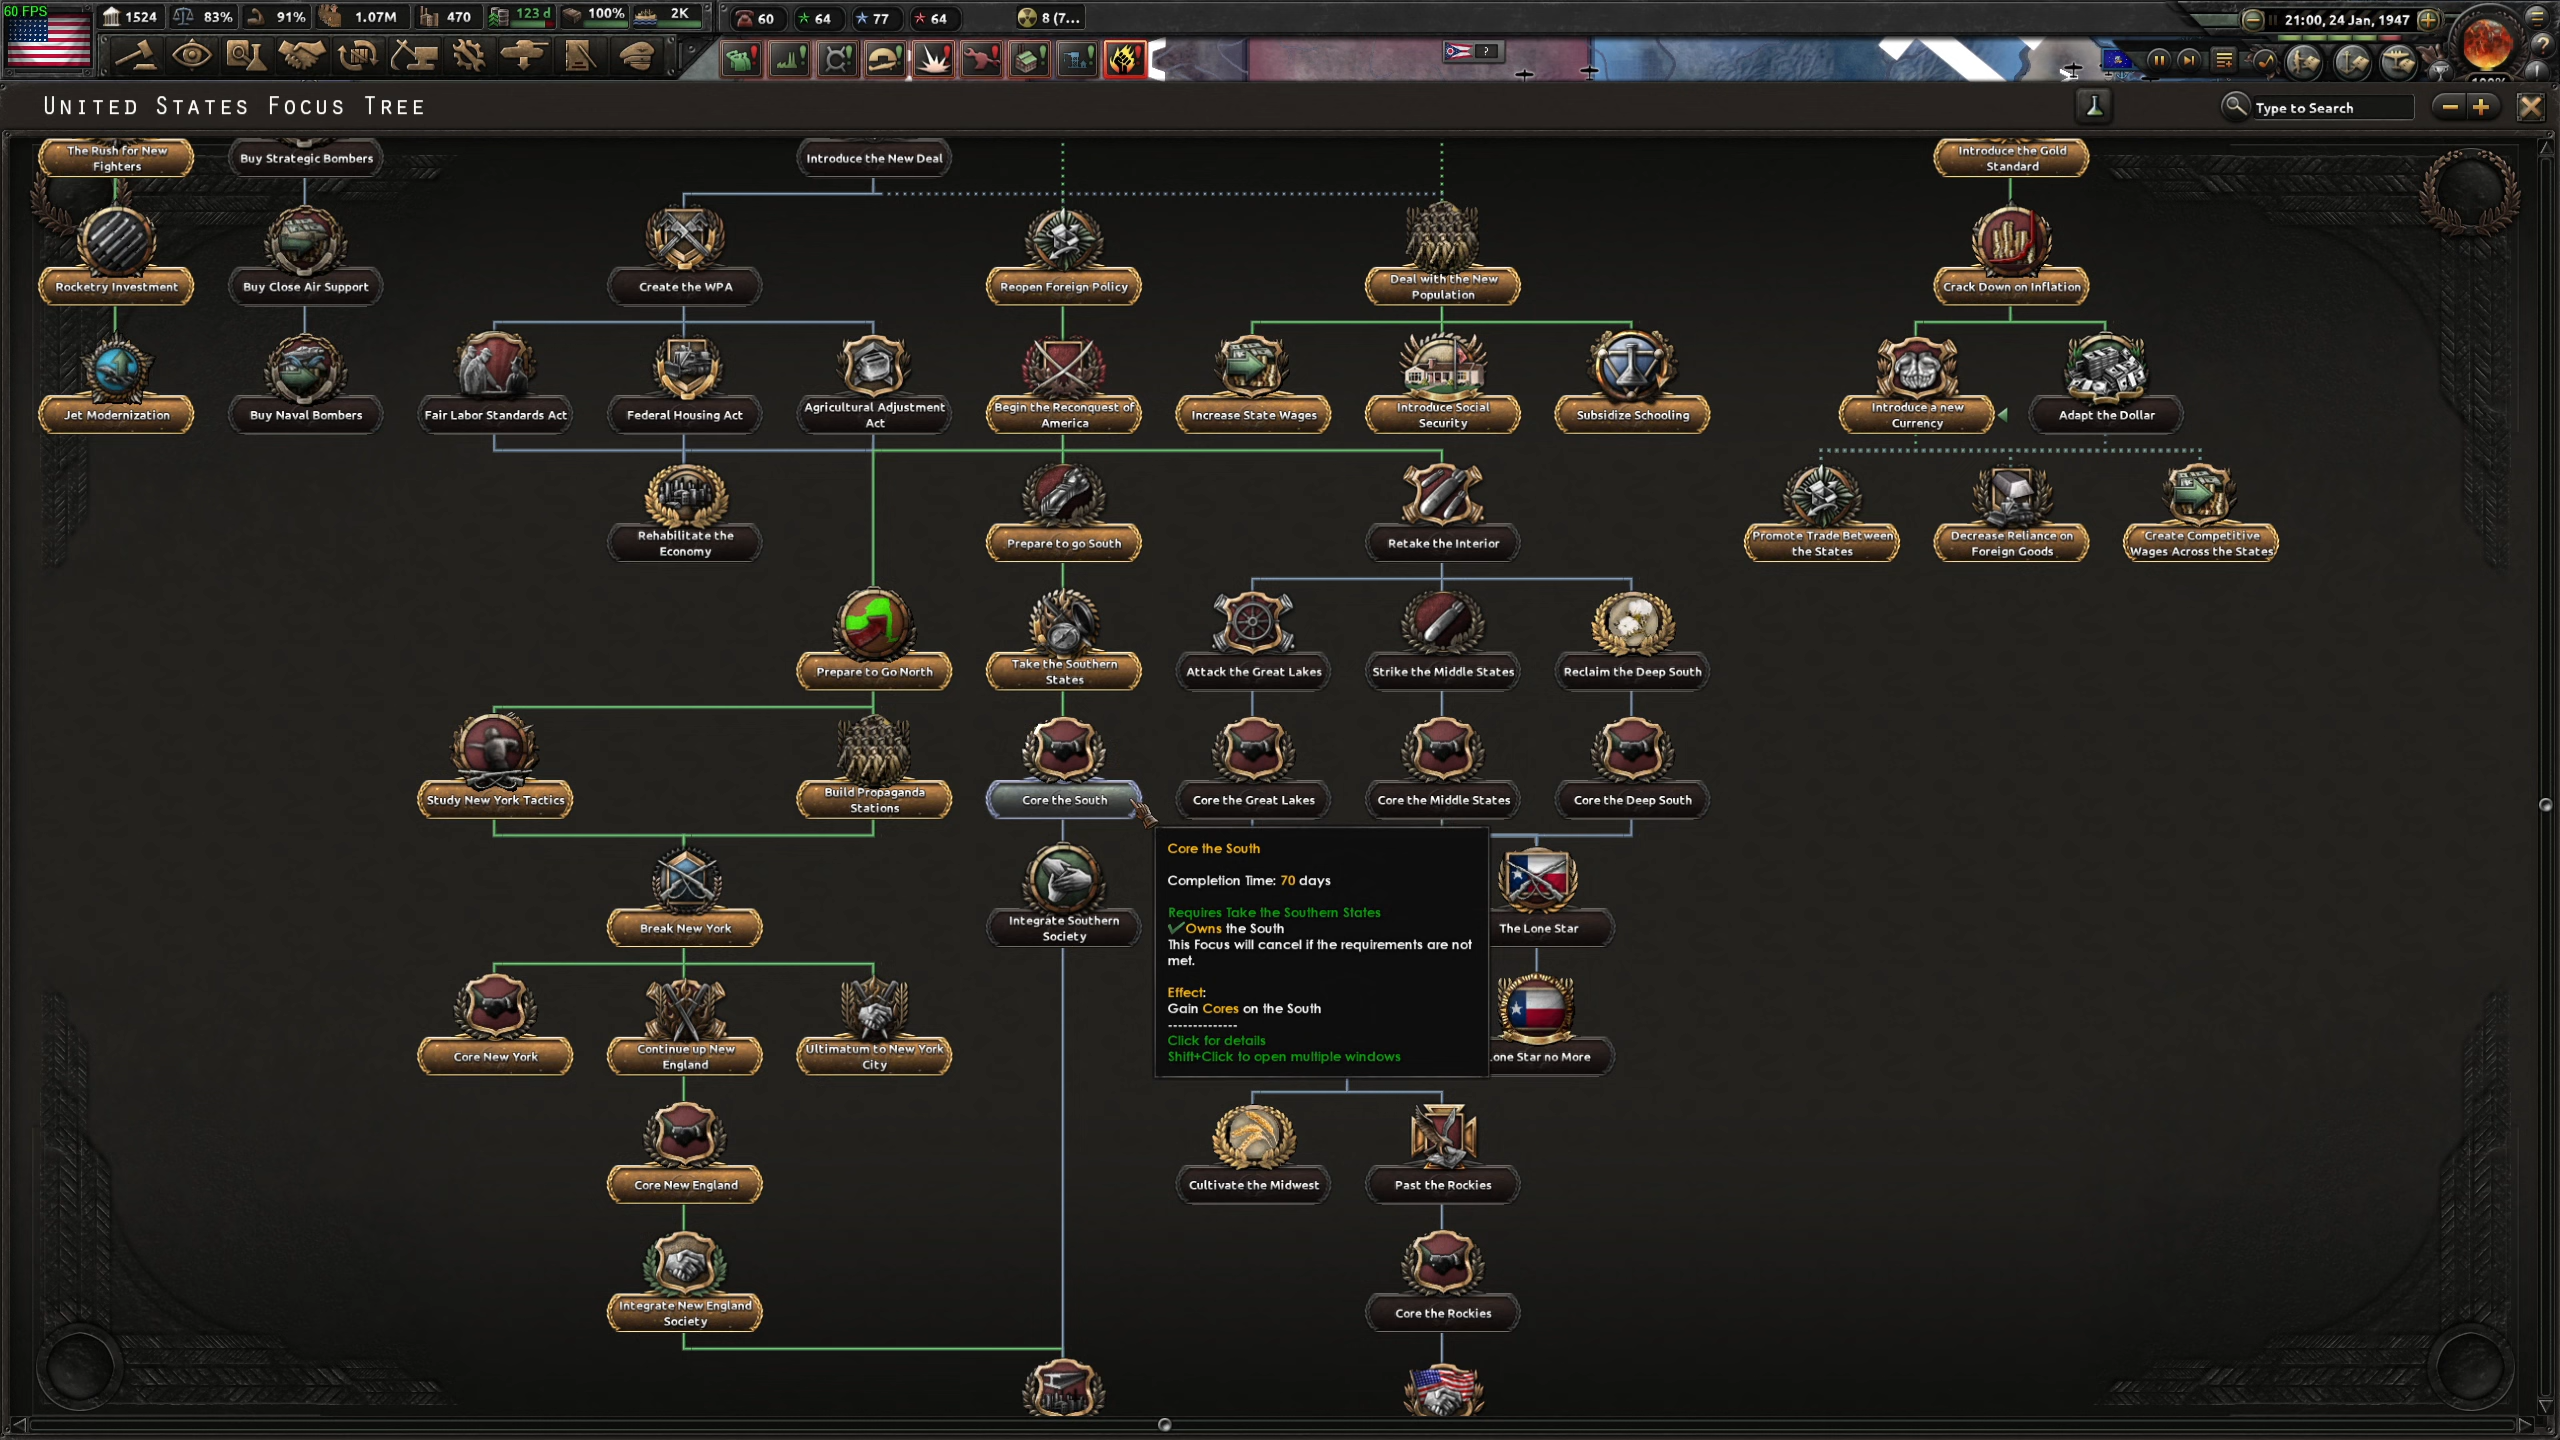 60 FPS
1524
83%
91%
1.07M
470
123 d
100%
2K
60
64
77
64
8 (7...
21:00, 24 Jan, 1947
?
100%
United States Focus Tree
Type to Search
The Rush for New
Fighters
Buy Strategic Bombers
Introduce the New Deal
Introduce the Gold
Standard
Rocketry Investment
Buy Close Air Support
Create the WPA
Reopen Foreign Policy
Deal with the New
Population
Crack Down on Inflation
Jet Modernization
Buy Naval Bombers
Fair Labor Standards Act
Federal Housing Act
Agricultural Adjustment
Act
Begin the Reconquest of
America
Increase State Wages
Introduce Social
Security
Subsidize Schooling
Introduce a new
Currency
Adapt the Dollar
Rehabilitate the
Economy
Prepare to go South
Retake the Interior
Promote Trade Between
the States
Decrease Reliance on
Foreign Goods
Create Competitive
Wages Across the States
Prepare to Go North
Take the Southern
States
Attack the Great Lakes
Strike the Middle States
Reclaim the Deep South
Study New York Tactics
Build Propaganda
Stations
Core the South
Core the Great Lakes
Core the Middle States
Core the Deep South
Core the South
Completion Time: 70 days
Requires Take the Southern States
Owns the South
This Focus will cancel if the requirements are not
met.
Effect:
Gain Cores on the South
--------------
Click for details
Shift+Click to open multiple windows
Break New York
Integrate Southern
Society
The Lone Star
Core New York
Continue up New
England
Ultimatum to New York
City
one Star no More
Core New England
Cultivate the Midwest
Past the Rockies
Integrate New England
Society
Core the Rockies